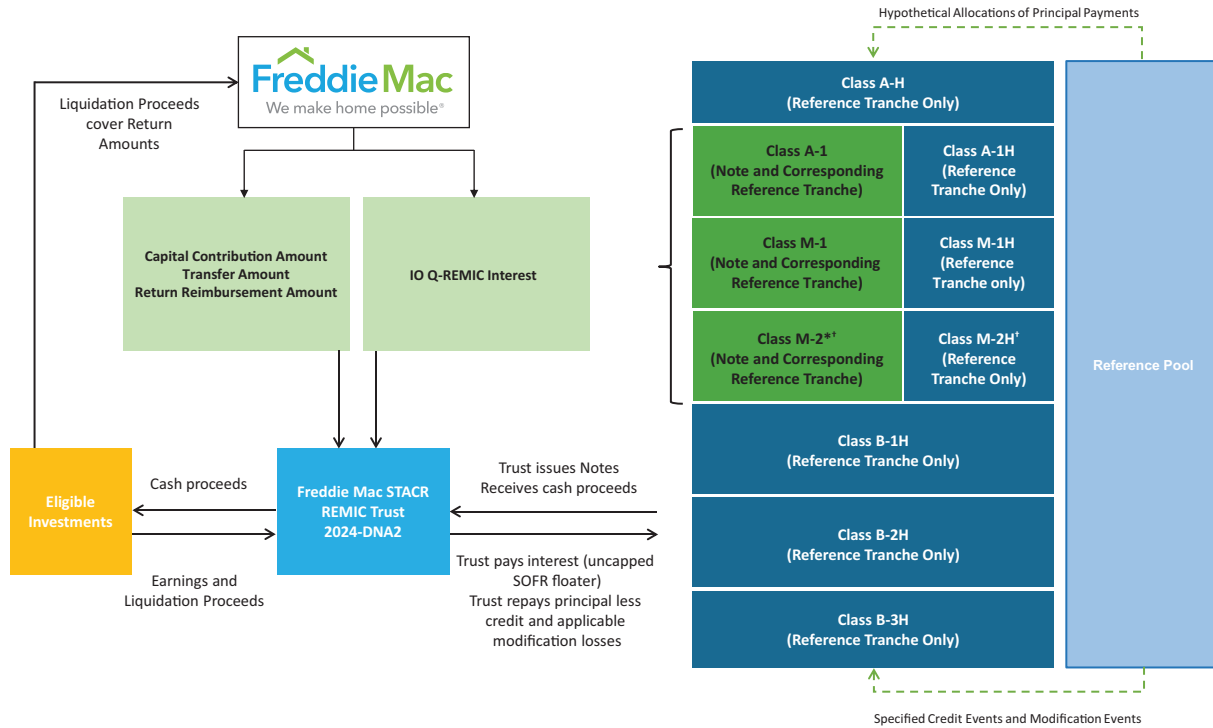 Hypothetical Allocations of Principal Payments
FreddieMac
We make home possible®
Liquidation Proceeds
cover Return
Amounts
Capital Contribution Amount
Transfer Amount
Return Reimbursement Amount
IO Q-REMIC Interest
Eligible
Investments
Cash proceeds
Earnings and
Liquidation Proceeds
Freddie Mac STACR
REMIC Trust
2024-DNA2
Trust issues Notes
Receives cash proceeds
Trust pays interest (uncapped
SOFR floater)
Trust repays principal less
credit and applicable
modification losses
Class A-H
(Reference Tranche Only)
Class A-1
(Note and Corresponding
Reference Tranche)
Class A-1H
(Reference
Tranche Only)
Class M-1
(Note and Corresponding
Reference Tranche)
Class M-1H
(Reference
Tranche only)
Class M-2*†
(Note and Corresponding
Reference Tranche)
Class M-2H†
(Reference
Tranche Only)
Class B-1H
(Reference Tranche Only)
Class B-2H
(Reference Tranche Only)
Class B-3H
(Reference Tranche Only)
Reference Pool
Specified Credit Events and Modification Events